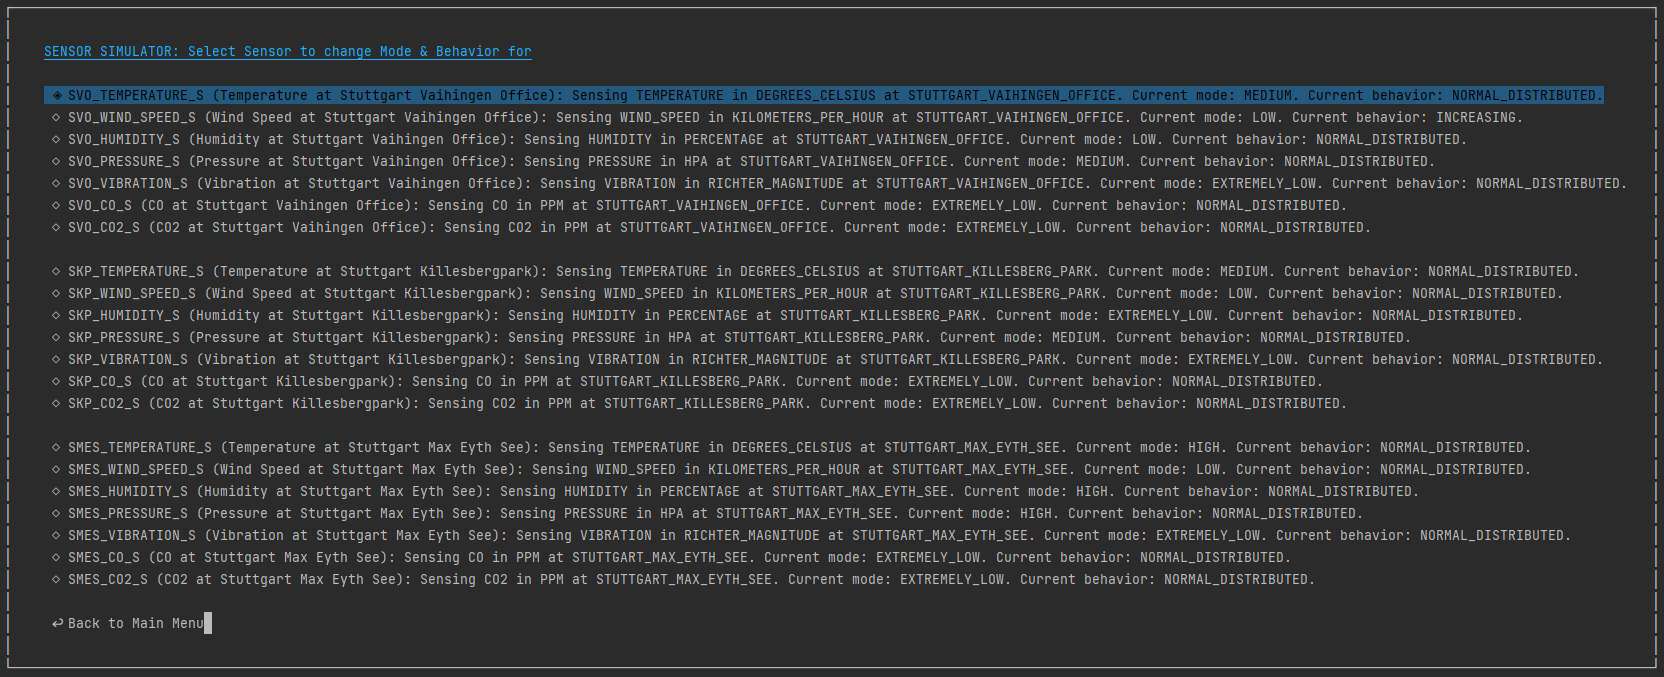 SENSOR SIMULATOR: Select Sensor to change Mode & Behavior for
◈ SVO_TEMPERATURE_S (Temperature at Stuttgart Vaihingen Office): Sensing TEMPERATURE in DEGREES_CELSIUS at STUTTGART_VAIHINGEN_OFFICE. Current mode: MEDIUM. Current behavior: NORMAL_DISTRIBUTED.
◇ SVO_WIND_SPEED_S (Wind Speed at Stuttgart Vaihingen Office): Sensing WIND_SPEED in KILOMETERS_PER_HOUR at STUTTGART_VAIHINGEN_OFFICE. Current mode: LOW. Current behavior: INCREASING.
◇ SVO_HUMIDITY_S (Humidity at Stuttgart Vaihingen Office): Sensing HUMIDITY in PERCENTAGE at STUTTGART_VAIHINGEN_OFFICE. Current mode: LOW. Current behavior: NORMAL_DISTRIBUTED.
◇ SVO_PRESSURE_S (Pressure at Stuttgart Vaihingen Office): Sensing PRESSURE in HPA at STUTTGART_VAIHINGEN_OFFICE. Current mode: MEDIUM. Current behavior: NORMAL_DISTRIBUTED.
◇ SVO_VIBRATION_S (Vibration at Stuttgart Vaihingen Office): Sensing VIBRATION in RICHTER_MAGNITUDE at STUTTGART_VAIHINGEN_OFFICE. Current mode: EXTREMELY_LOW. Current behavior: NORMAL_DISTRIBUTED.
◇ SVO_CO_S (CO at Stuttgart Vaihingen Office): Sensing CO in PPM at STUTTGART_VAIHINGEN_OFFICE. Current mode: EXTREMELY_LOW. Current behavior: NORMAL_DISTRIBUTED.
◇ SVO_CO2_S (CO2 at Stuttgart Vaihingen Office): Sensing CO2 in PPM at STUTTGART_VAIHINGEN_OFFICE. Current mode: EXTREMELY_LOW. Current behavior: NORMAL_DISTRIBUTED.
◇ SKP_TEMPERATURE_S (Temperature at Stuttgart Killesbergpark): Sensing TEMPERATURE in DEGREES_CELSIUS at STUTTGART_KILLESBERG_PARK. Current mode: MEDIUM. Current behavior: NORMAL_DISTRIBUTED.
◇ SKP_WIND_SPEED_S (Wind Speed at Stuttgart Killesbergpark): Sensing WIND_SPEED in KILOMETERS_PER_HOUR at STUTTGART_KILLESBERG_PARK. Current mode: LOW. Current behavior: NORMAL_DISTRIBUTED.
◇ SKP_HUMIDITY_S (Humidity at Stuttgart Killesbergpark): Sensing HUMIDITY in PERCENTAGE at STUTTGART_KILLESBERG_PARK. Current mode: EXTREMELY_LOW. Current behavior: NORMAL_DISTRIBUTED.
◇ SKP_PRESSURE_S (Pressure at Stuttgart Killesbergpark): Sensing PRESSURE in HPA at STUTTGART_KILLESBERG_PARK. Current mode: MEDIUM. Current behavior: NORMAL_DISTRIBUTED.
◇ SKP_VIBRATION_S (Vibration at Stuttgart Killesbergpark): Sensing VIBRATION in RICHTER_MAGNITUDE at STUTTGART_KILLESBERG_PARK. Current mode: EXTREMELY_LOW. Current behavior: NORMAL_DISTRIBUTED.
◇ SKP_CO_S (CO at Stuttgart Killesbergpark): Sensing CO in PPM at STUTTGART_KILLESBERG_PARK. Current mode: EXTREMELY_LOW. Current behavior: NORMAL_DISTRIBUTED.
◇ SKP_CO2_S (CO2 at Stuttgart Killesbergpark): Sensing CO2 in PPM at STUTTGART_KILLESBERG_PARK. Current mode: EXTREMELY_LOW. Current behavior: NORMAL_DISTRIBUTED.
◇ SMES_TEMPERATURE_S (Temperature at Stuttgart Max Eyth See): Sensing TEMPERATURE in DEGREES_CELSIUS at STUTTGART_MAX_EYTH_SEE. Current mode: HIGH. Current behavior: NORMAL_DISTRIBUTED.
◇ SMES_WIND_SPEED_S (Wind Speed at Stuttgart Max Eyth See): Sensing WIND_SPEED in KILOMETERS_PER_HOUR at STUTTGART_MAX_EYTH_SEE. Current mode: LOW. Current behavior: NORMAL_DISTRIBUTED.
◇ SMES_HUMIDITY_S (Humidity at Stuttgart Max Eyth See): Sensing HUMIDITY in PERCENTAGE at STUTTGART_MAX_EYTH_SEE. Current mode: HIGH. Current behavior: NORMAL_DISTRIBUTED.
◇ SMES_PRESSURE_S (Pressure at Stuttgart Max Eyth See): Sensing PRESSURE in HPA at STUTTGART_MAX_EYTH_SEE. Current mode: HIGH. Current behavior: NORMAL_DISTRIBUTED.
◇ SMES_VIBRATION_S (Vibration at Stuttgart Max Eyth See): Sensing VIBRATION in RICHTER_MAGNITUDE at STUTTGART_MAX_EYTH_SEE. Current mode: EXTREMELY_LOW. Current behavior: NORMAL_DISTRIBUTED.
◇ SMES_CO_S (CO at Stuttgart Max Eyth See): Sensing CO in PPM at STUTTGART_MAX_EYTH_SEE. Current mode: EXTREMELY_LOW. Current behavior: NORMAL_DISTRIBUTED.
◇ SMES_CO2_S (CO2 at Stuttgart Max Eyth See): Sensing CO2 in PPM at STUTTGART_MAX_EYTH_SEE. Current mode: EXTREMELY_LOW. Current behavior: NORMAL_DISTRIBUTED.
↩ Back to Main Menu